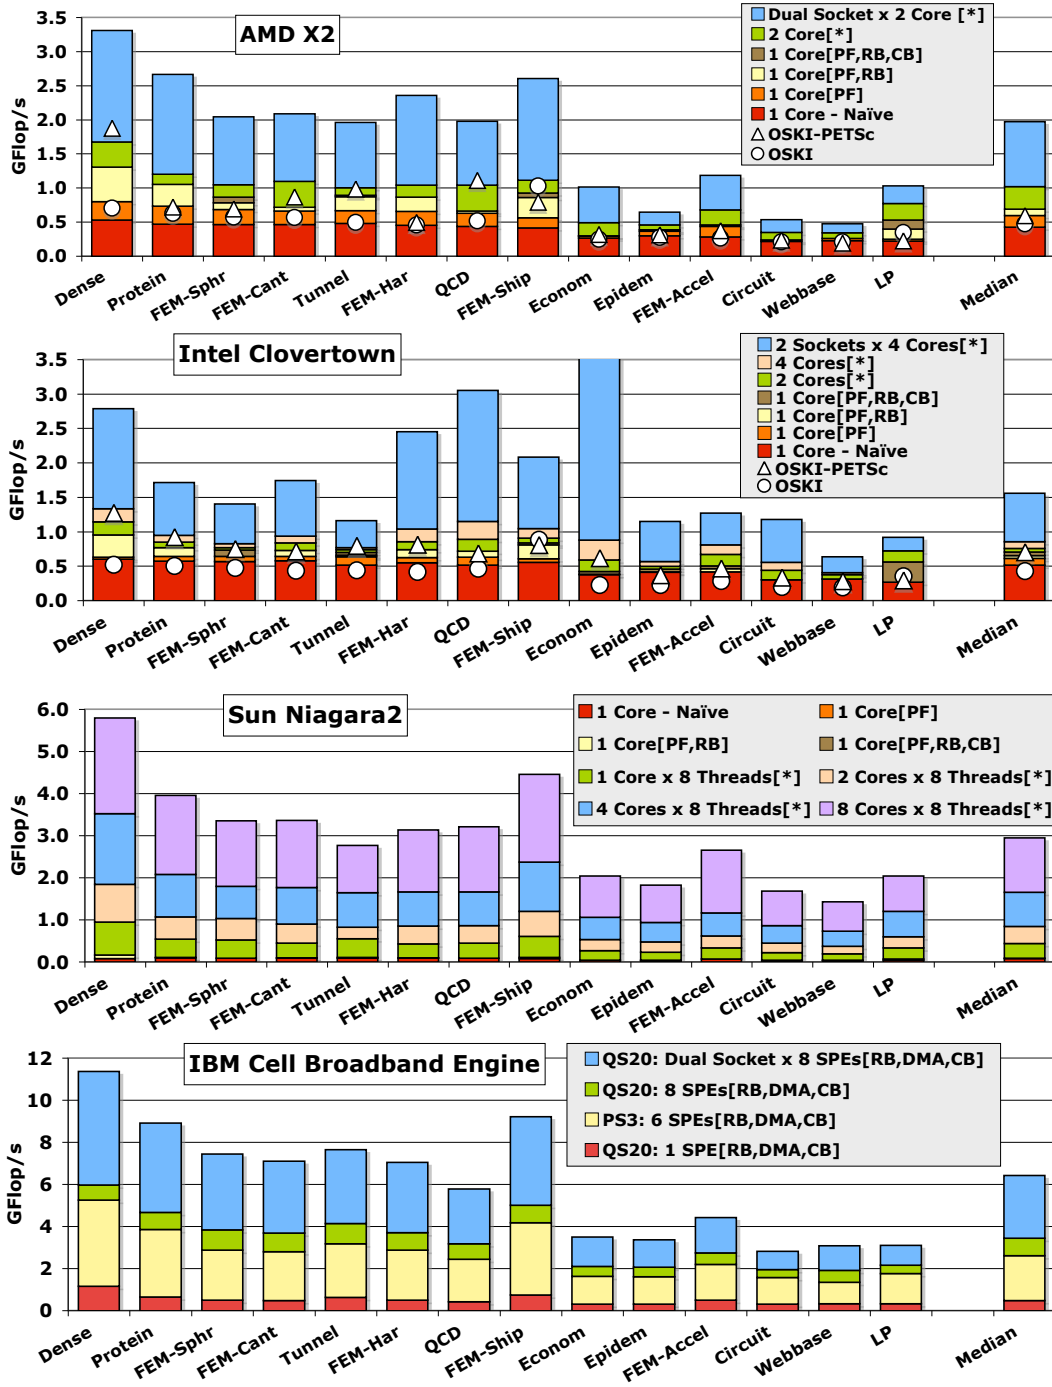 AMD X2
GFlop/s
3.5
3.0
2.5
2.0
1.5
1.0
0.5
0.0
Dual Socket x 2 Core [*]
2 Core[*]
1 Core[PF,RB,CB]
1 Core[PF,RB]
1 Core[PF]
1 Core - Naïve
OSKI-PETSc
OSKI
Dense
Protein
FEM-Sphr
FEM-Cant
Tunnel
FEM-Har
QCD
FEM-Ship
Econom
Epidem
FEM-Accel
Circuit
Webbase
LP
Median
Intel Clovertown
GFlop/s
3.5
3.0
2.5
2.0
1.5
1.0
0.5
0.0
2 Sockets x 4 Cores[*]
4 Cores[*]
2 Cores[*]
1 Core[PF,RB,CB]
1 Core[PF,RB]
1 Core[PF]
1 Core - Naïve
OSKI-PETSc
OSKI
Dense
Protein
FEM-Sphr
FEM-Cant
Tunnel
FEM-Har
QCD
FEM-Ship
Econom
Epidem
FEM-Accel
Circuit
Webbase
LP
Median
Sun Niagara2
GFlop/s
6.0
5.0
4.0
3.0
2.0
1.0
0.0
1 Core - Naïve
1 Core[PF]
1 Core[PF,RB]
1 Core[PF,RB,CB]
1 Core x 8 Threads[*]
2 Cores x 8 Threads[*]
4 Cores x 8 Threads[*]
8 Cores x 8 Threads[*]
Dense
Protein
FEM-Sphr
FEM-Cant
Tunnel
FEM-Har
QCD
FEM-Ship
Econom
Epidem
FEM-Accel
Circuit
Webbase
LP
Median
IBM Cell Broadband Engine
GFlop/s
12
10
8
6
4
2
0
QS20: Dual Socket x 8 SPEs[RB,DMA,CB]
QS20: 8 SPEs[RB,DMA,CB]
PS3: 6 SPEs[RB,DMA,CB]
QS20: 1 SPE[RB,DMA,CB]
Dense
Protein
FEM-Sphr
FEM-Cant
Tunnel
FEM-Har
QCD
FEM-Ship
Econom
Epidem
FEM-Accel
Circuit
Webbase
LP
Median